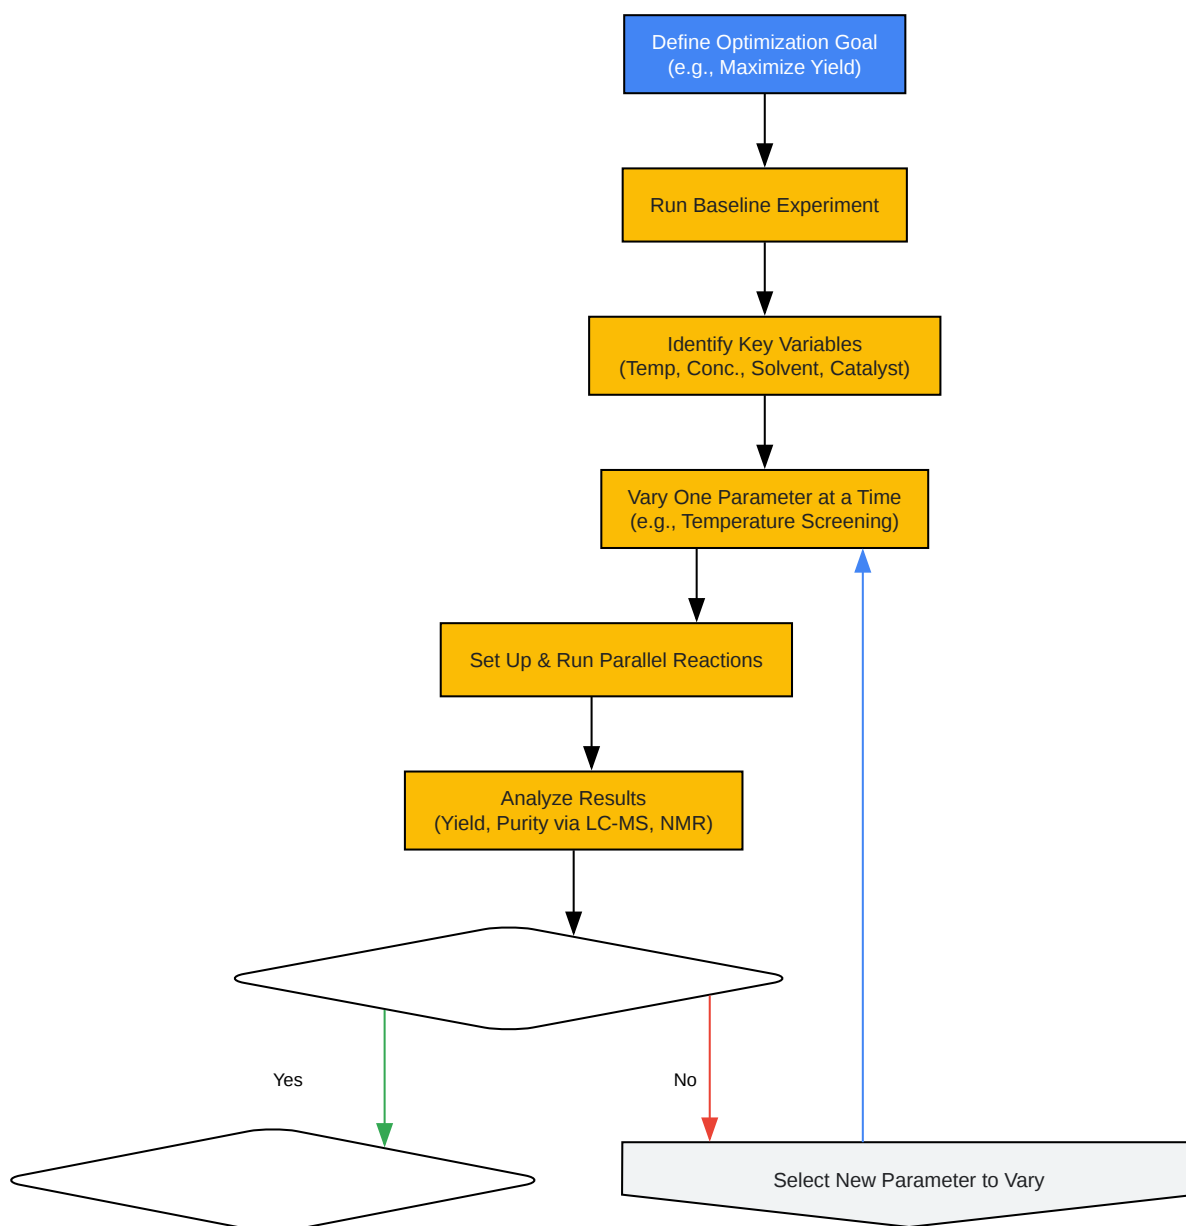 Define Optimization Goal
(e.g., Maximize Yield)
Run Baseline Experiment
Identify Key Variables
(Temp, Conc., Solvent, Catalyst)
Vary One Parameter at a Time
(e.g., Temperature Screening)
Set Up & Run Parallel Reactions
Analyze Results
(Yield, Purity via LC-MS, NMR)
Yes
No
Select New Parameter to Vary